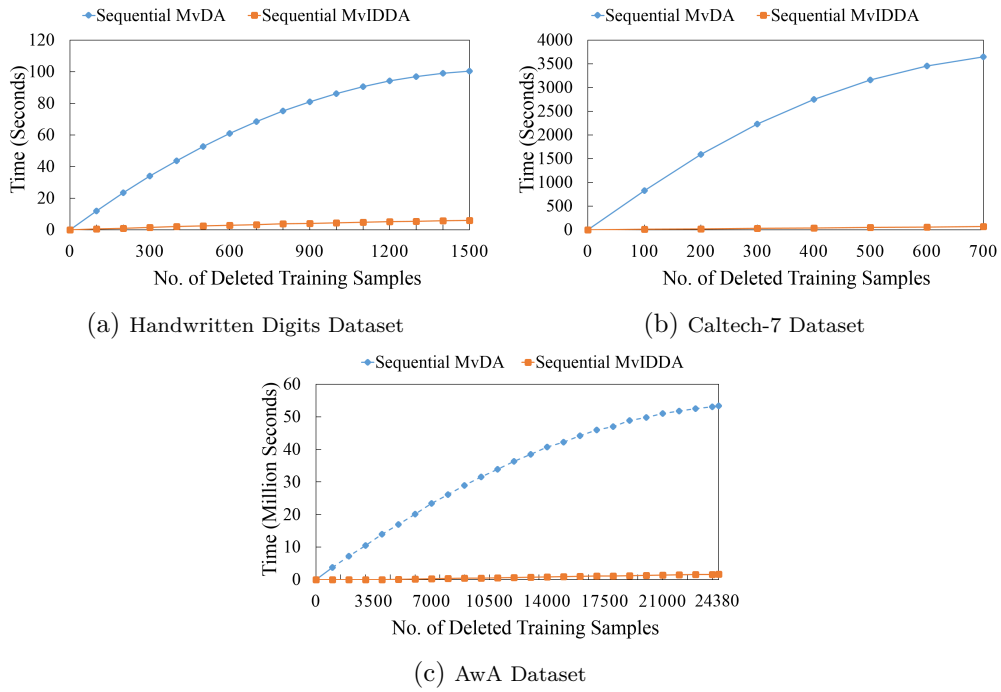 Sequential MvDA Sequential MvIDDA
120
100
80
60
40
20
0
Time (Seconds)
0 300 600 900 1200 1500
No. of Deleted Training Samples
(a) Handwritten Digits Dataset
Sequential MvDA Sequential MvIDDA
4000
3500
3000
2500
2000
1500
1000
500
0
Time (Seconds)
0 100 200 300 400 500 600 700
No. of Deleted Training Samples
(b) Caltech-7 Dataset
Sequential MvDA Sequential MvIDDA
60
50
40
30
20
10
0
Time (Million Seconds)
0 3500 7000 10500 14000 17500 21000 24380
No. of Deleted Training Samples
(c) AwA Dataset